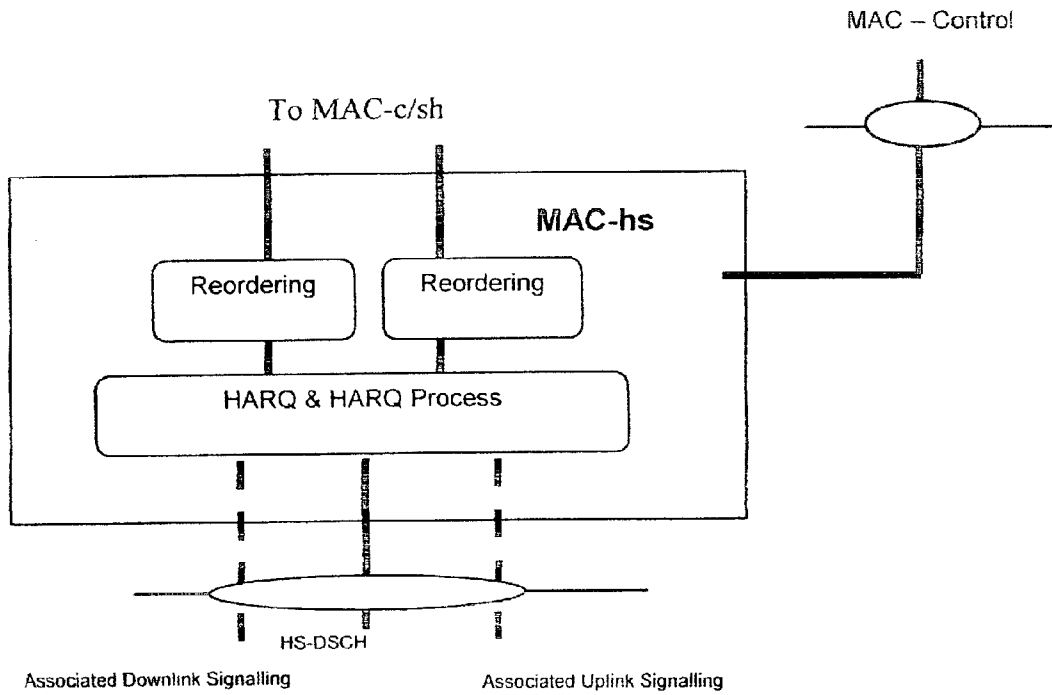 MAC – Control
To MAC-c/sh
MAC-hs
Reordering
Reordering
HARQ & HARQ Process
HS-DSCH
Associated Downlink Signalling
Associated Uplink Signalling